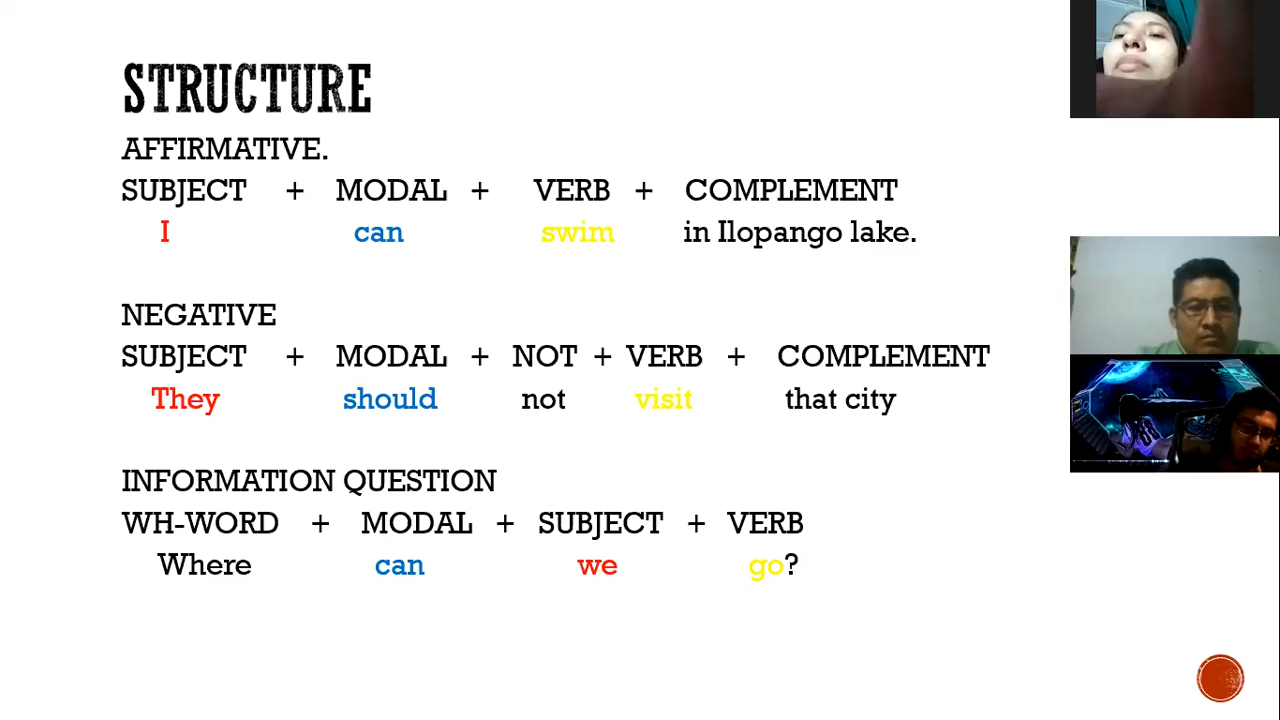 STRUCTURE
AFFIRMATIVE.
SUBJECT + MODAL + VERB + COMPLEMENT
I can swim in Ilopango lake.
NEGATIVE
SUBJECT + MODAL + NOT + VERB + COMPLEMENT
They should not visit that city
INFORMATION QUESTION
WH-WORD + MODAL + SUBJECT + VERB
Where can we go?